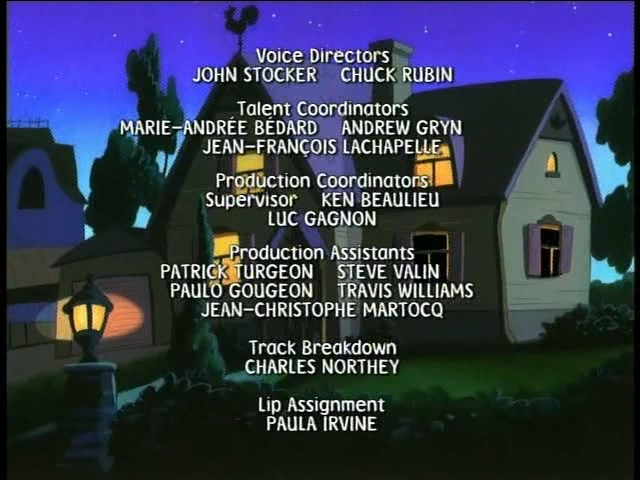 Voice Directors
JOHN STOCKER CHUCK RUBIN
Talent Coordinators
MARIE-ANDRÉE BÉDARD ANDREW GRYN
JEAN-FRANÇOIS LACHAPELLE
Production Coordinators
Supervisor KEN BEAULIEU
LUC GAGNON
Production Assistants
PATRICK TURGEON STEVE VALIN
PAULO GOUGEON TRAVIS WILLIAMS
JEAN-CHRISTOPHE MARTOCQ
Track Breakdown
CHARLES NORTHEY
Lip Assignment
PAULA IRVINE